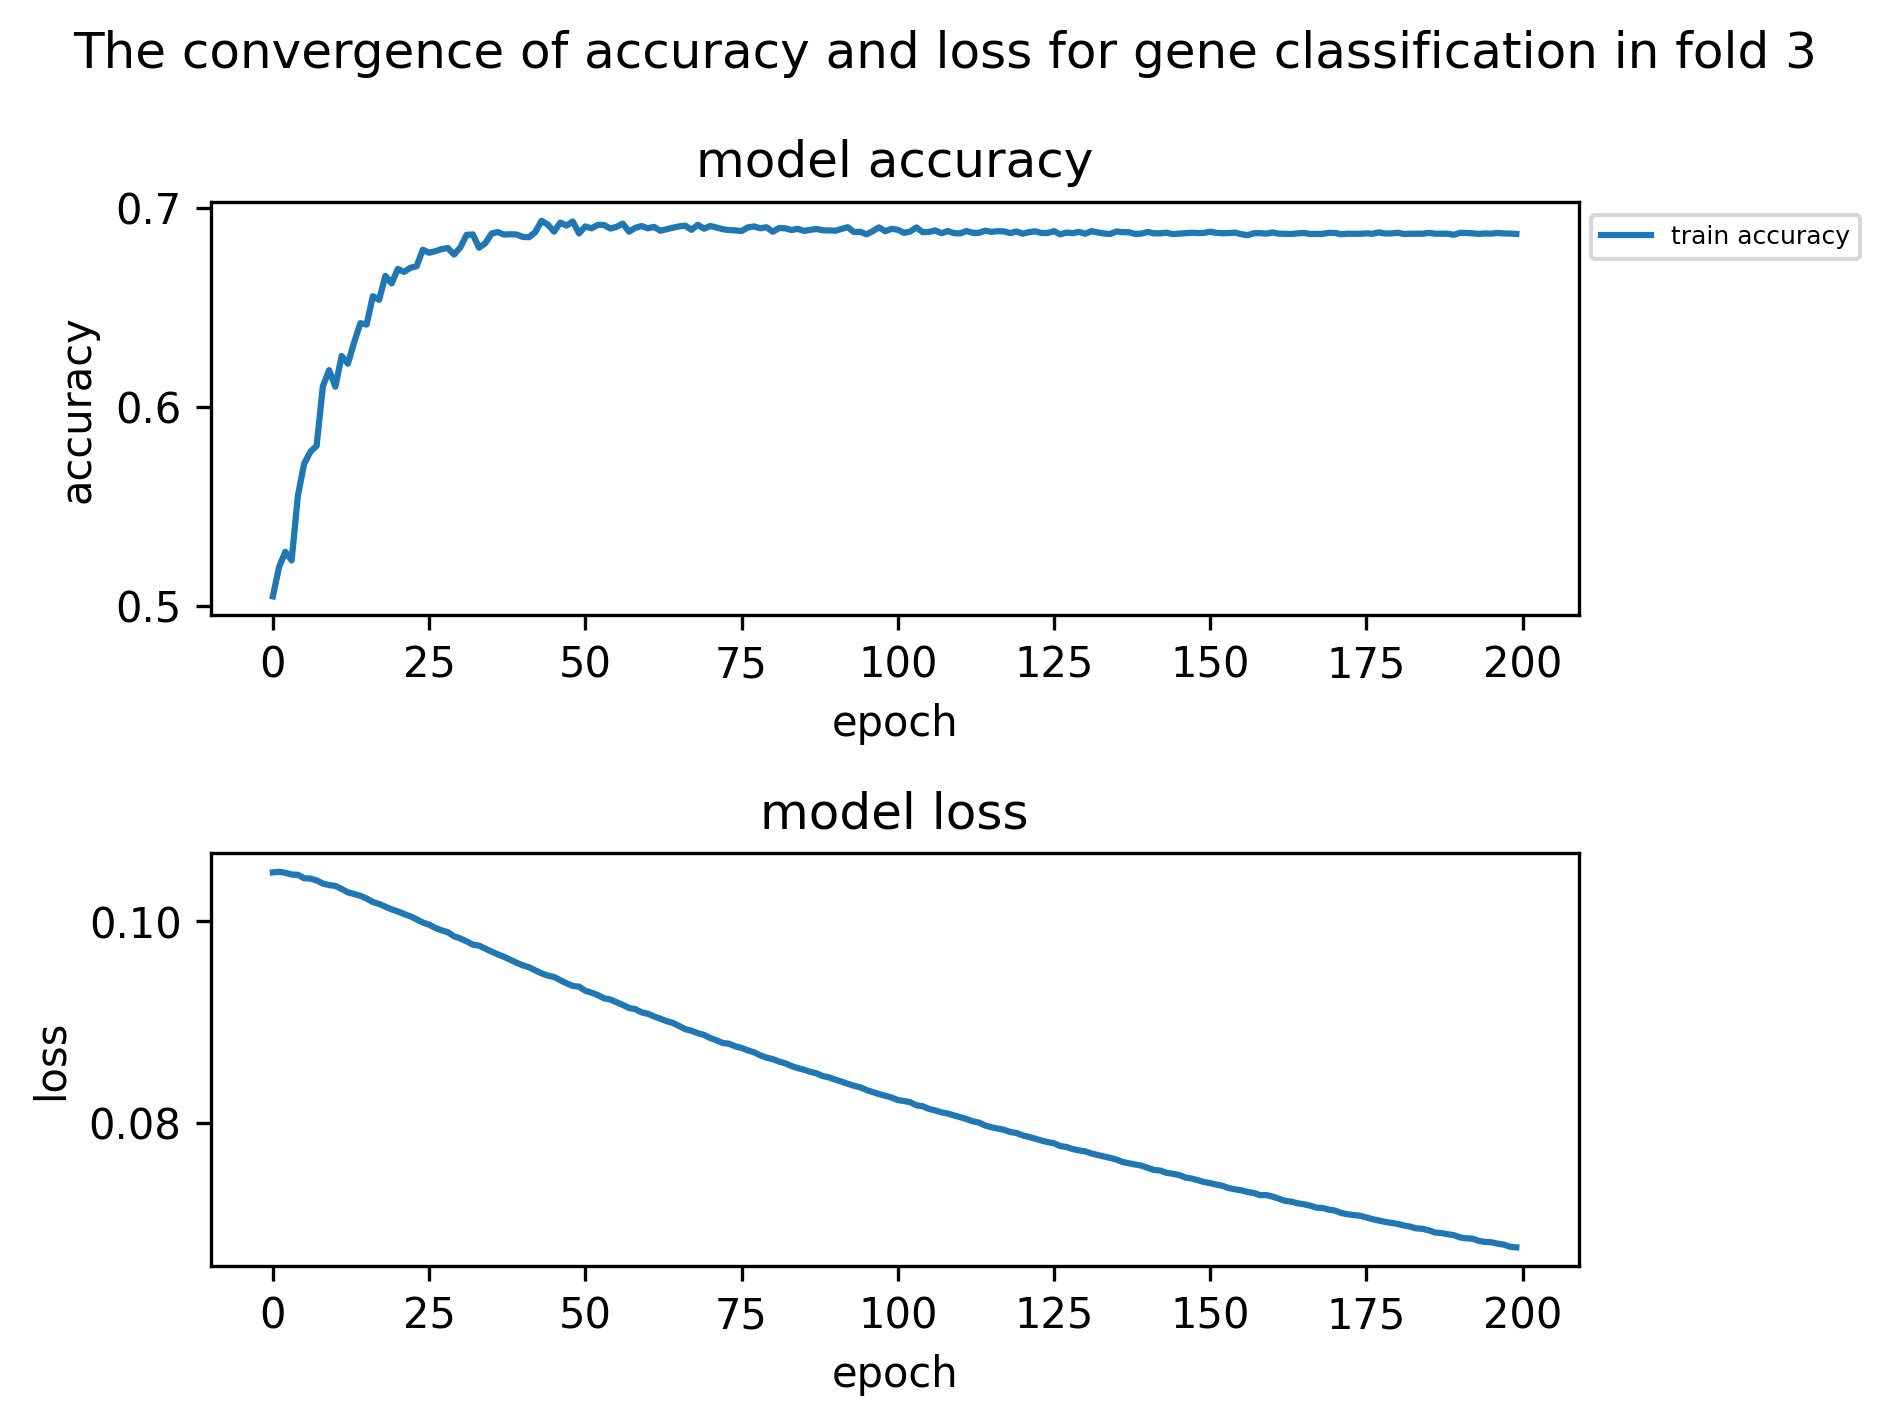 The convergence of accuracy and loss for gene classification in fold 3
model accuracy
0.7
0.6
0.5
accuracy
train accuracy
0 25 50 75 100 125 150 175 200
epoch
model loss
0.10
0.08
loss
0 25 50 75 100 125 150 175 200
epoch